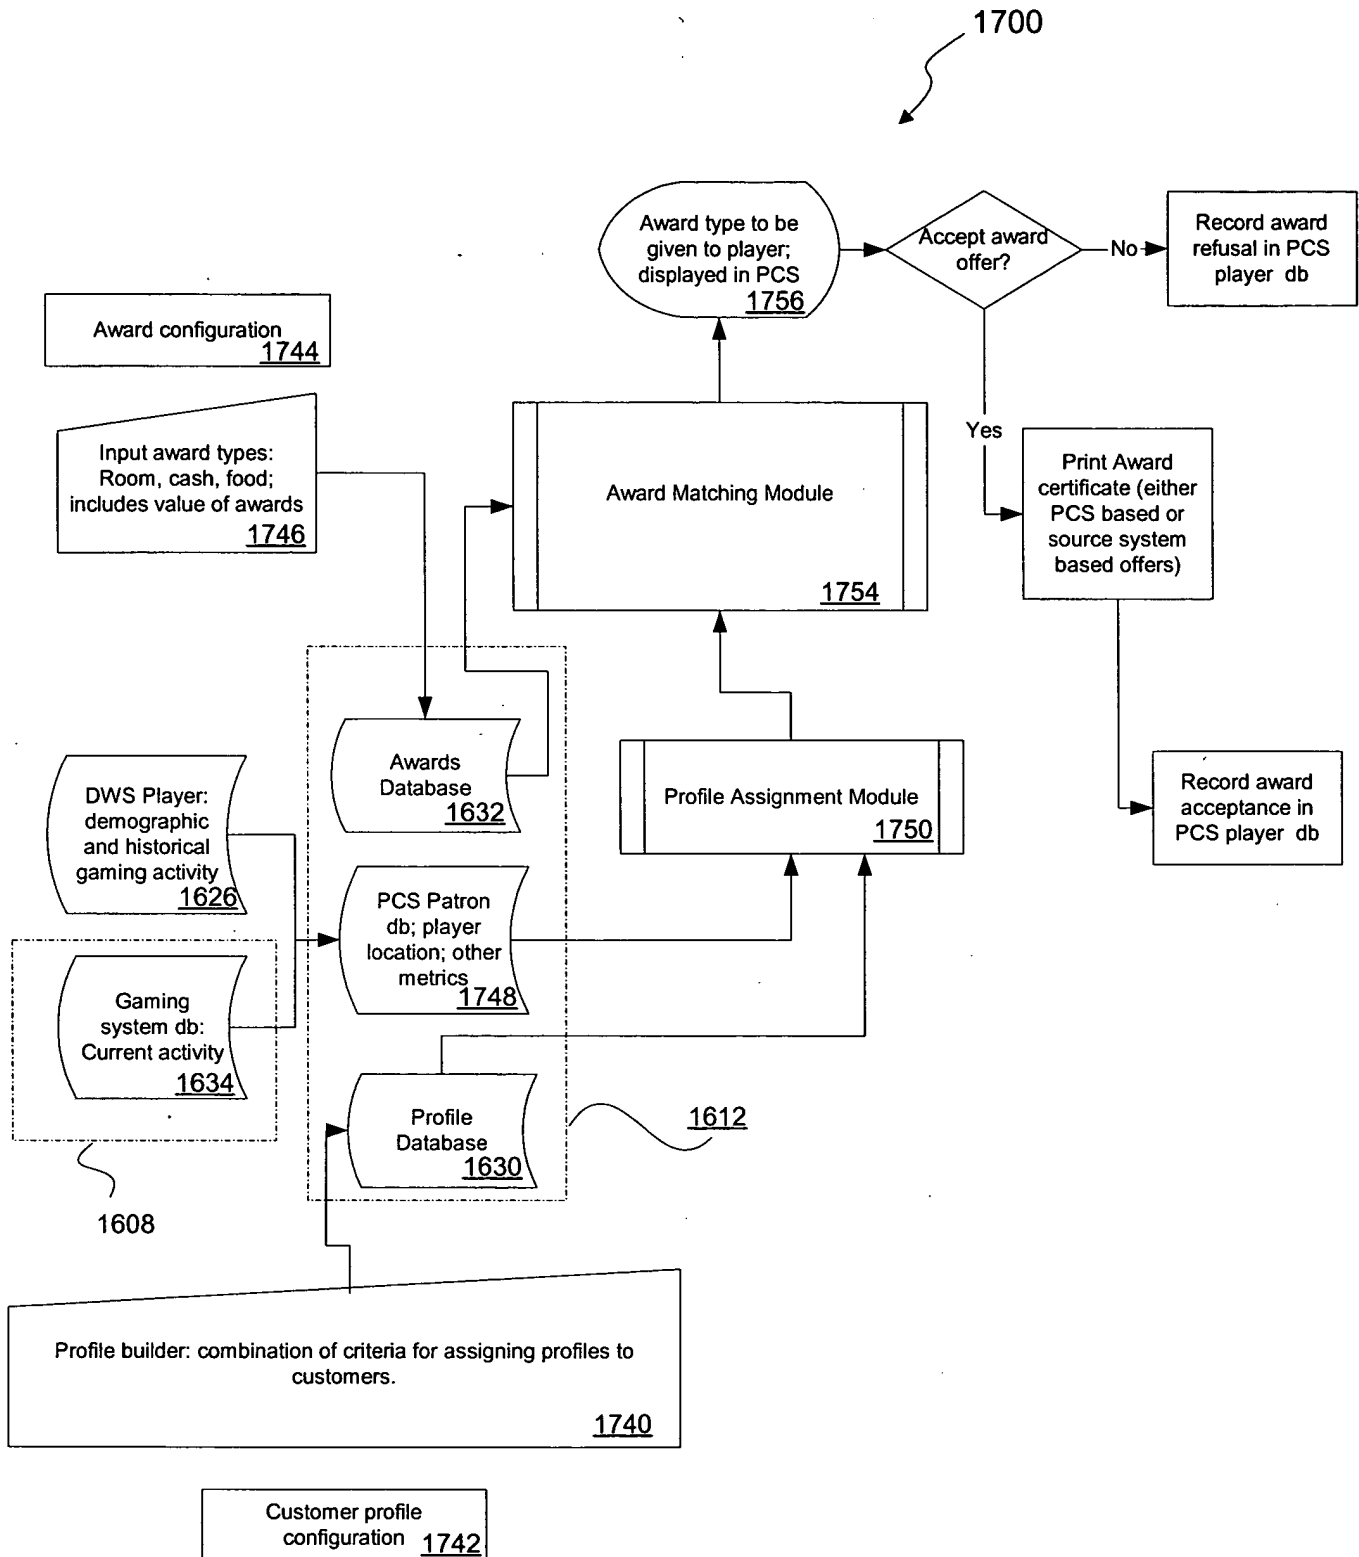 1700
Award type to be
given to player;
displayed in PCS
1756
Accept award
offer?
No
Record award
refusal in PCS
player db
Award configuration
1744
Input award types:
Room, cash, food;
includes value of awards
1746
Yes
Print Award
certificate (either
PCS based or
source system
based offers)
Award Matching Module
1754
Awards
Database
1632
Profile Assignment Module
1750
Record award
acceptance in
PCS player db
DWS Player:
demographic
and historical
gaming activity
1626
PCS Patron
db; player
location; other
metrics
1748
Gaming
system db:
Current activity
1634
Profile
Database
1630
1612
1608
Profile builder: combination of criteria for assigning profiles to
customers.
1740
Customer profile
configuration
1742